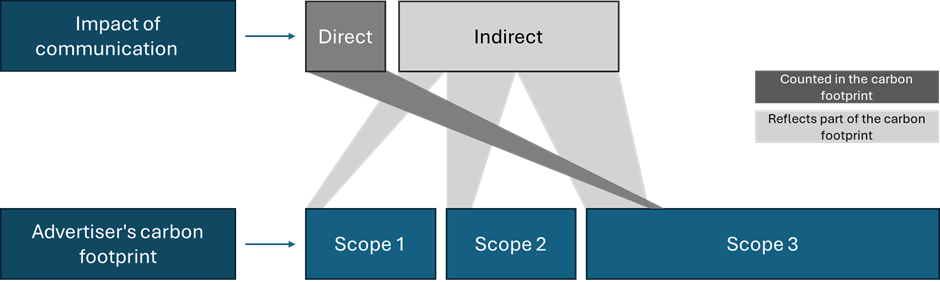 Impact of
communication
Direct
Indirect
Counted in the carbon
footprint
Reflects part of the carbon
footprint
Advertiser's carbon
footprint
Scope 1
Scope 2
Scope 3